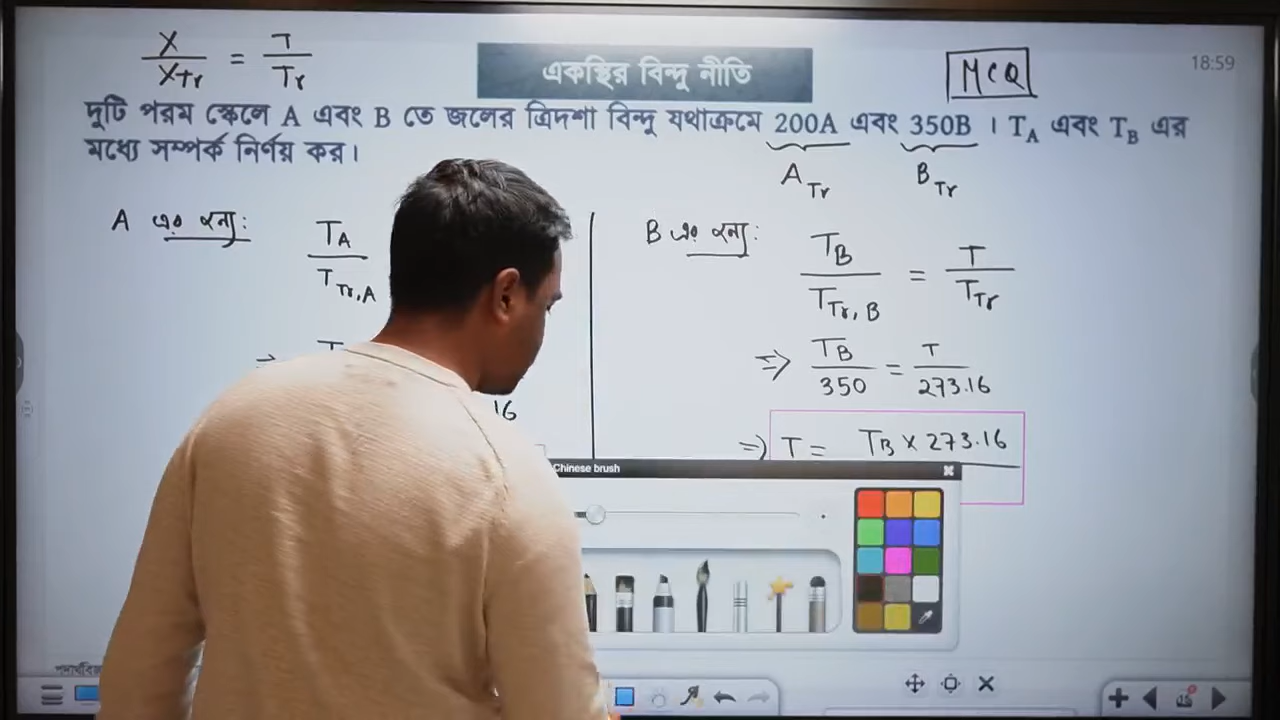 X/X_Tr = T/Tr
একস্থির বিন্দু নীতি
MCQ
18:59
দুটি পরম স্কেলে A এবং B তে জলের ত্রিদশা বিন্দু যথাক্রমে 200A এবং 350B । T_A এবং T_B এর
মধ্যে সম্পর্ক নির্ণয় কর।
A_Tr B_Tr
A এর জন্য:
T_A/T_Tr,A
⇒ T
16
B এর জন্য:
T_B/T_Tr,B = T/T_Tr
⇒ T_B/350 = T/273.16
⇒ T = T_B × 273.16
Chinese brush